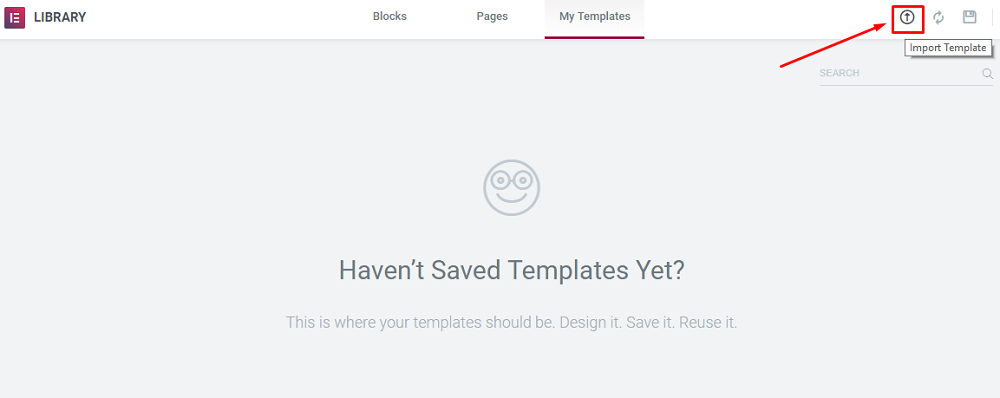 LIBRARY
Blocks
Pages
My Templates
Import Template
SEARCH
Haven’t Saved Templates Yet?
This is where your templates should be. Design it. Save it. Reuse it.